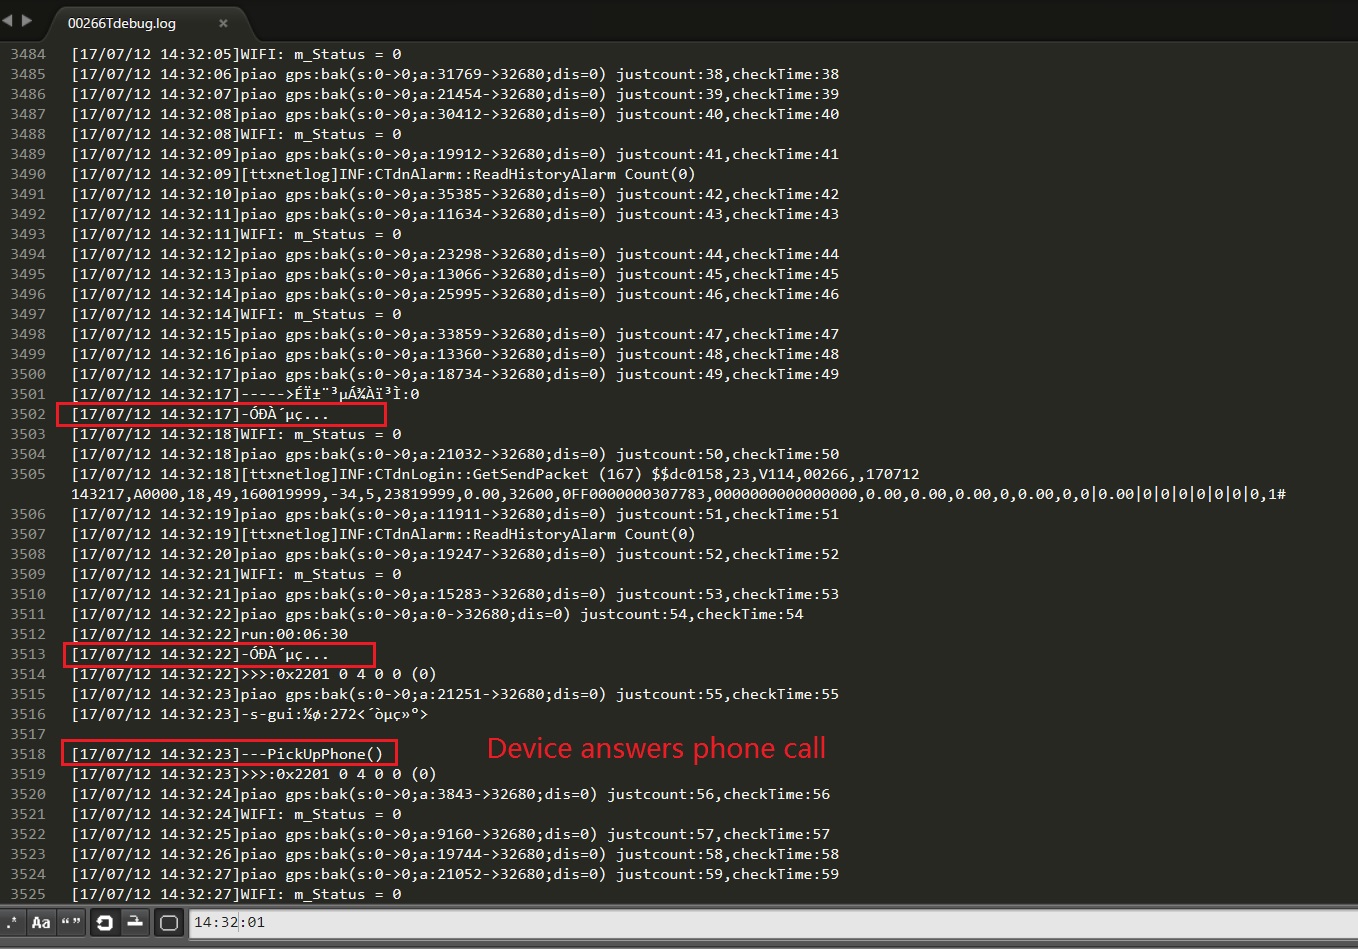 00266Tdebug.log ×
3484 [17/07/12 14:32:05]WIFI: m_Status = 0
3485 [17/07/12 14:32:06]piao gps:bak(s:0->0;a:31769->32680;dis=0) justcount:38,checkTime:38
3486 [17/07/12 14:32:07]piao gps:bak(s:0->0;a:21454->32680;dis=0) justcount:39,checkTime:39
3487 [17/07/12 14:32:08]piao gps:bak(s:0->0;a:30412->32680;dis=0) justcount:40,checkTime:40
3488 [17/07/12 14:32:08]WIFI: m_Status = 0
3489 [17/07/12 14:32:09]piao gps:bak(s:0->0;a:19912->32680;dis=0) justcount:41,checkTime:41
3490 [17/07/12 14:32:09][ttxnetlog]INF:CTdnAlarm::ReadHistoryAlarm Count(0)
3491 [17/07/12 14:32:10]piao gps:bak(s:0->0;a:35385->32680;dis=0) justcount:42,checkTime:42
3492 [17/07/12 14:32:11]piao gps:bak(s:0->0;a:11634->32680;dis=0) justcount:43,checkTime:43
3493 [17/07/12 14:32:11]WIFI: m_Status = 0
3494 [17/07/12 14:32:12]piao gps:bak(s:0->0;a:23298->32680;dis=0) justcount:44,checkTime:44
3495 [17/07/12 14:32:13]piao gps:bak(s:0->0;a:13066->32680;dis=0) justcount:45,checkTime:45
3496 [17/07/12 14:32:14]piao gps:bak(s:0->0;a:25995->32680;dis=0) justcount:46,checkTime:46
3497 [17/07/12 14:32:14]WIFI: m_Status = 0
3498 [17/07/12 14:32:15]piao gps:bak(s:0->0;a:33859->32680;dis=0) justcount:47,checkTime:47
3499 [17/07/12 14:32:16]piao gps:bak(s:0->0;a:13360->32680;dis=0) justcount:48,checkTime:48
3500 [17/07/12 14:32:17]piao gps:bak(s:0->0;a:18734->32680;dis=0) justcount:49,checkTime:49
3501 [17/07/12 14:32:17]----->ÉÏ±¨³µÁ¾Àï³Ì:0
3502 [17/07/12 14:32:17]-ÓÐÀ´µç...
3503 [17/07/12 14:32:18]WIFI: m_Status = 0
3504 [17/07/12 14:32:18]piao gps:bak(s:0->0;a:21032->32680;dis=0) justcount:50,checkTime:50
3505 [17/07/12 14:32:18][ttxnetlog]INF:CTdnLogin::GetSendPacket (167) $$dc0158,23,V114,00266,,170712
143217,A0000,18,49,160019999,-34,5,23819999,0.00,32600,0FF0000000307783,0000000000000000,0.00,0.00,0.00,0,0.00,0,0|0.00|0|0|0|0|0|0|0,1#
3506 [17/07/12 14:32:19]piao gps:bak(s:0->0;a:11911->32680;dis=0) justcount:51,checkTime:51
3507 [17/07/12 14:32:19][ttxnetlog]INF:CTdnAlarm::ReadHistoryAlarm Count(0)
3508 [17/07/12 14:32:20]piao gps:bak(s:0->0;a:19247->32680;dis=0) justcount:52,checkTime:52
3509 [17/07/12 14:32:21]WIFI: m_Status = 0
3510 [17/07/12 14:32:21]piao gps:bak(s:0->0;a:15283->32680;dis=0) justcount:53,checkTime:53
3511 [17/07/12 14:32:22]piao gps:bak(s:0->0;a:0->32680;dis=0) justcount:54,checkTime:54
3512 [17/07/12 14:32:22]run:00:06:30
3513 [17/07/12 14:32:22]-ÓÐÀ´µç...
3514 [17/07/12 14:32:22]>>>:0x2201 0 4 0 0 (0)
3515 [17/07/12 14:32:23]piao gps:bak(s:0->0;a:21251->32680;dis=0) justcount:55,checkTime:55
3516 [17/07/12 14:32:23]-s-gui:½ø:272<´òµç»°>
3517
3518 [17/07/12 14:32:23]---PickUpPhone() Device answers phone call
3519 [17/07/12 14:32:23]>>>:0x2201 0 4 0 0 (0)
3520 [17/07/12 14:32:24]piao gps:bak(s:0->0;a:3843->32680;dis=0) justcount:56,checkTime:56
3521 [17/07/12 14:32:24]WIFI: m_Status = 0
3522 [17/07/12 14:32:25]piao gps:bak(s:0->0;a:9160->32680;dis=0) justcount:57,checkTime:57
3523 [17/07/12 14:32:26]piao gps:bak(s:0->0;a:19744->32680;dis=0) justcount:58,checkTime:58
3524 [17/07/12 14:32:27]piao gps:bak(s:0->0;a:21052->32680;dis=0) justcount:59,checkTime:59
3525 [17/07/12 14:32:27]WIFI: m_Status = 0
.* Aa “” 14:32:01